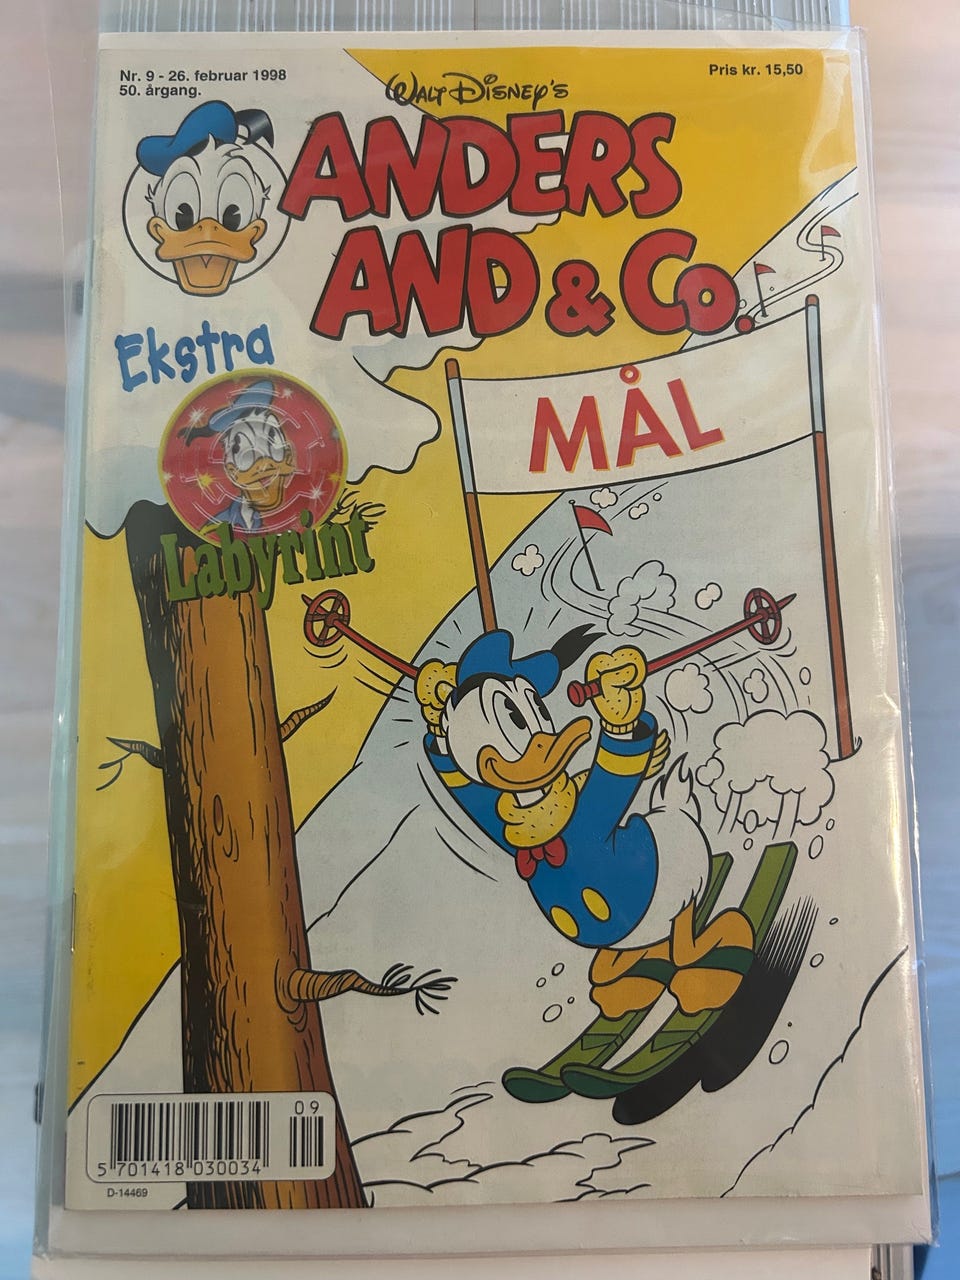 Nr. 9 - 26. februar 1998
50. årgang.
Pris kr. 15,50
WALT DISNEY'S
ANDERS
AND & Co.
Ekstra
Labyrint
MÅL
09
5 701418 030034
D-14469